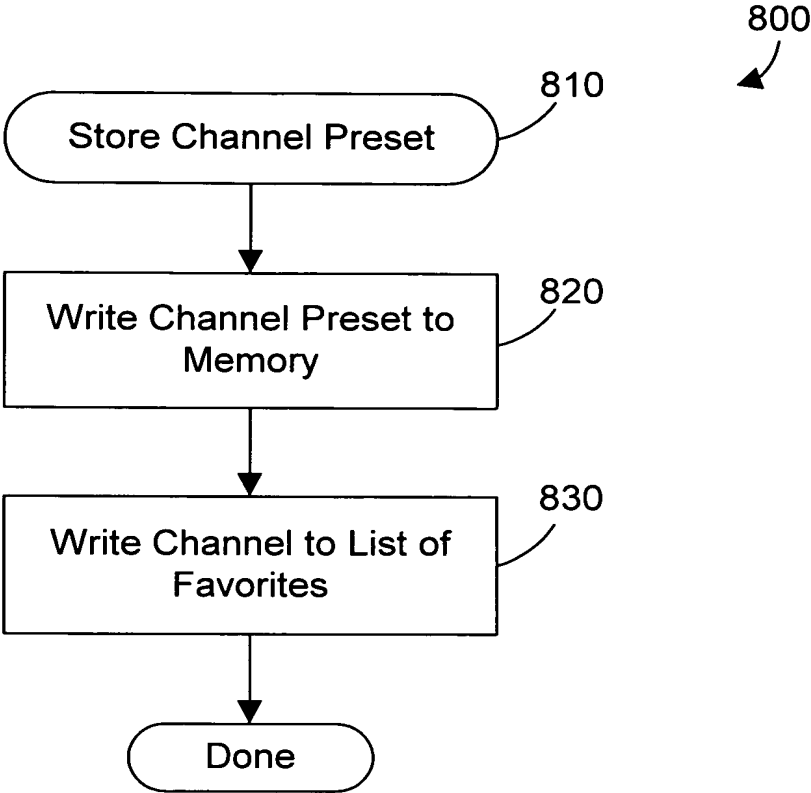 800
810
Store Channel Preset
820
Write Channel Preset to
Memory
830
Write Channel to List of
Favorites
Done